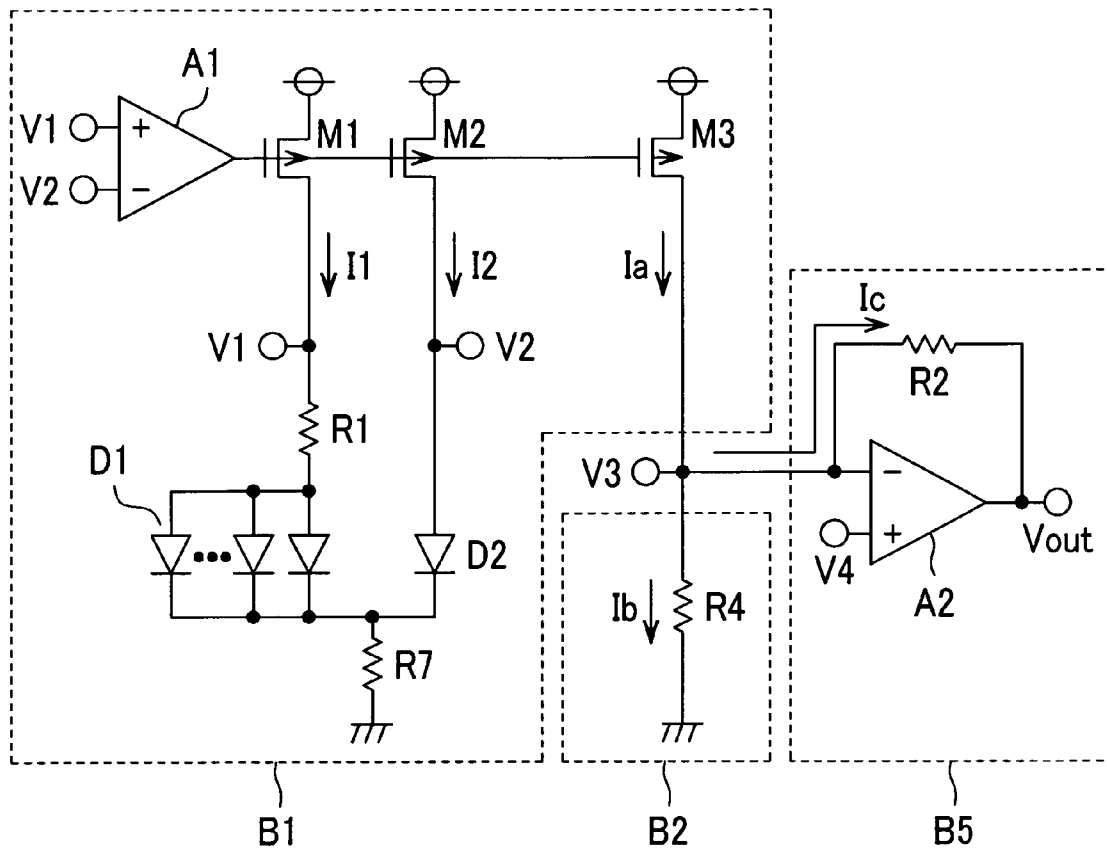 A1
V1
+
M1
M2
M3
V2
−
I1
I2
Ia
Ic
V1
V2
R2
R1
D1
V3
−
D2
V4
+
Vout
Ib
R4
A2
R7
B1
B2
B5